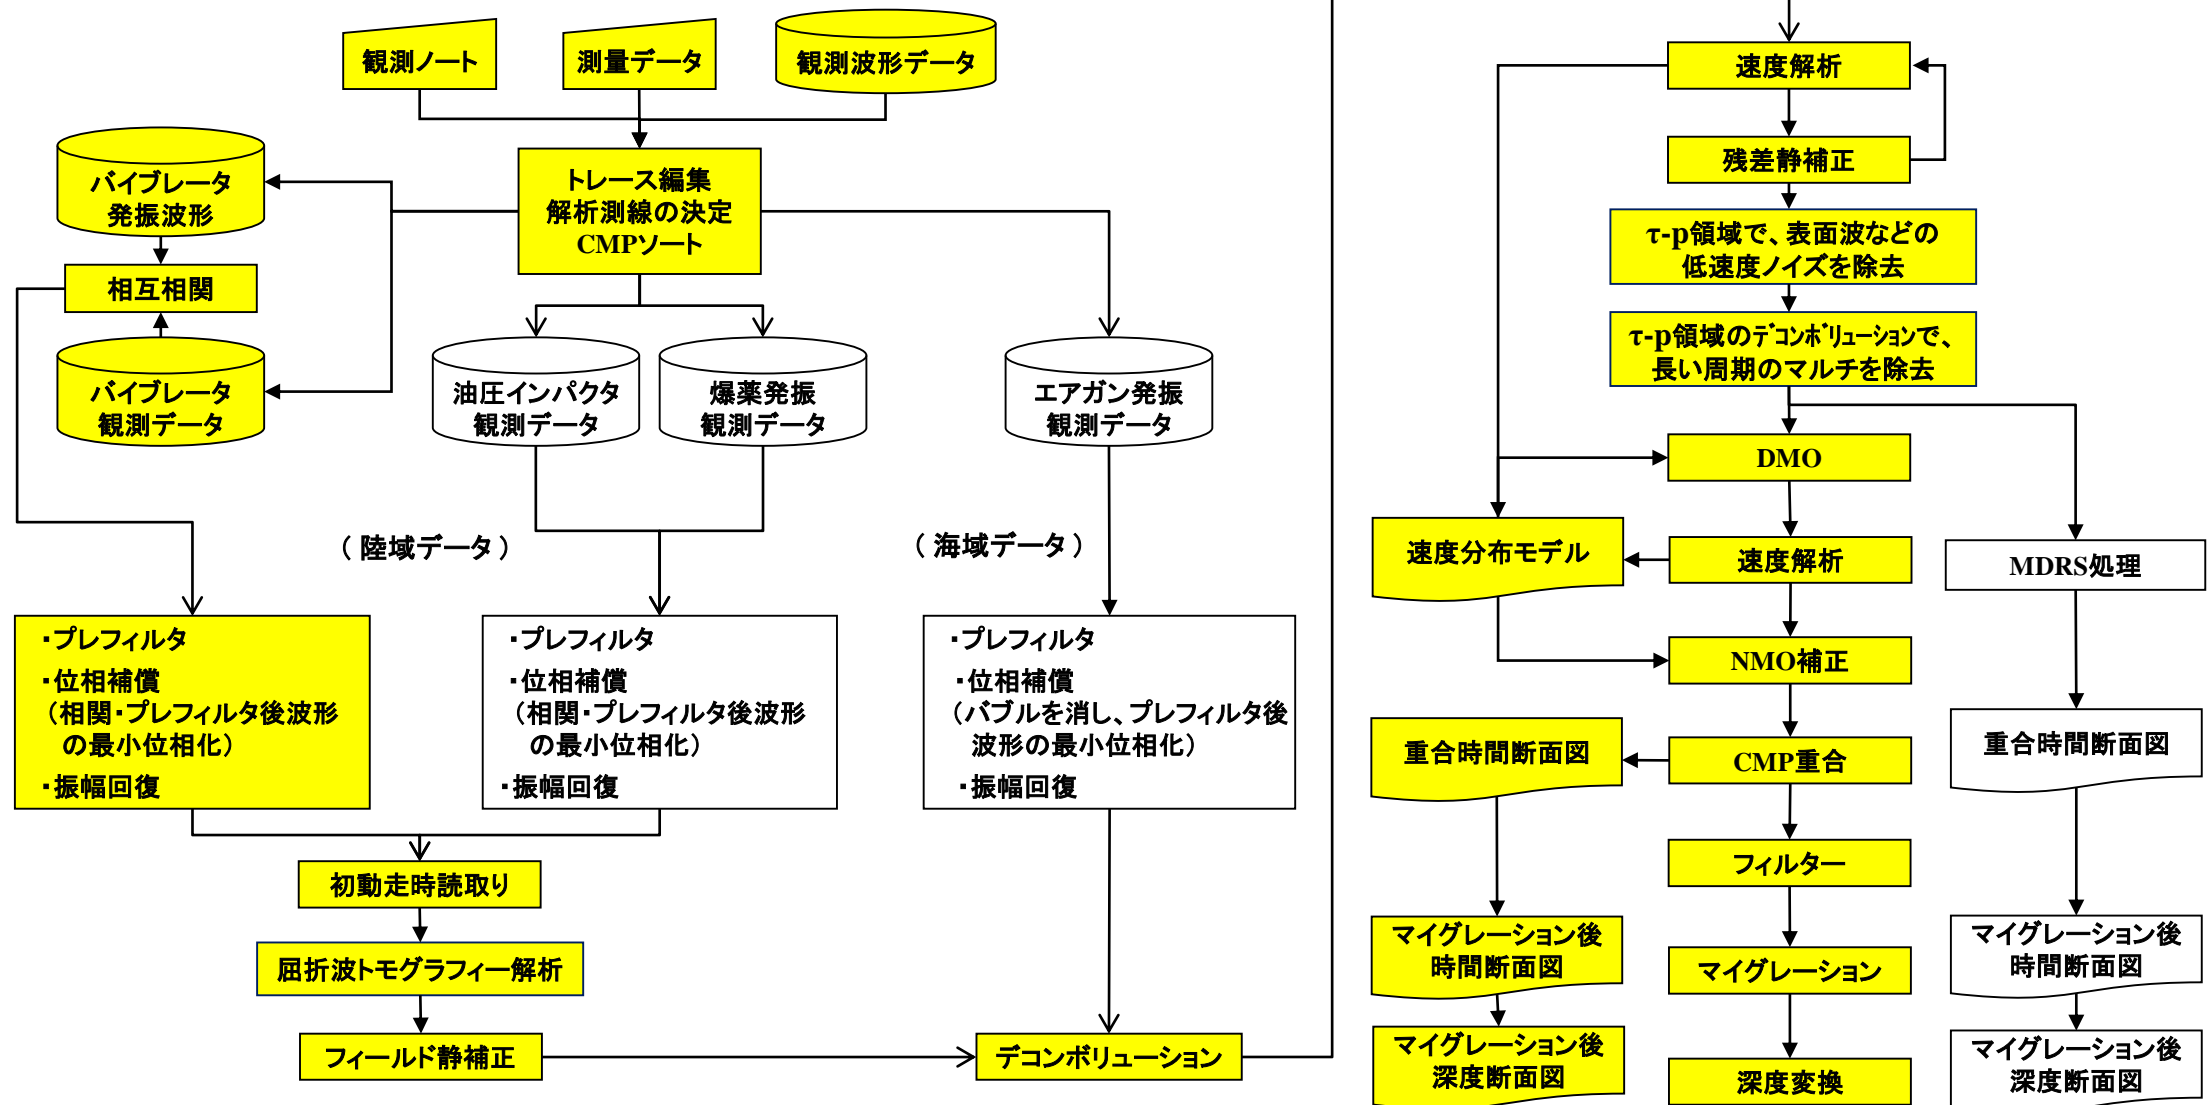 観測ノート
測量データ
観測波形データ
トレース編集
解析測線の決定
CMPソート
バイブレータ
発振波形
相互相関
バイブレータ
観測データ
油圧インパクタ
観測データ
爆薬発振
観測データ
エアガン発振
観測データ
（陸域データ）
（海域データ）
・プレフィルタ
・位相補償
（相関・プレフィルタ後波形
の最小位相化）
・振幅回復
・プレフィルタ
・位相補償
（相関・プレフィルタ後波形
の最小位相化）
・振幅回復
・プレフィルタ
・位相補償
（バブルを消し、プレフィルタ後
波形の最小位相化）
・振幅回復
初動走時読取り
屈折波トモグラフィー解析
フィールド静補正
デコンボリューション
速度解析
残差静補正
τ-p領域で、表面波などの
低速度ノイズを除去
τ-p領域のデコンボリューションで、
長い周期のマルチを除去
DMO
速度分布モデル
速度解析
MDRS処理
NMO補正
重合時間断面図
CMP重合
重合時間断面図
フィルター
マイグレーション後
時間断面図
マイグレーション
マイグレーション後
時間断面図
マイグレーション後
深度断面図
深度変換
マイグレーション後
深度断面図